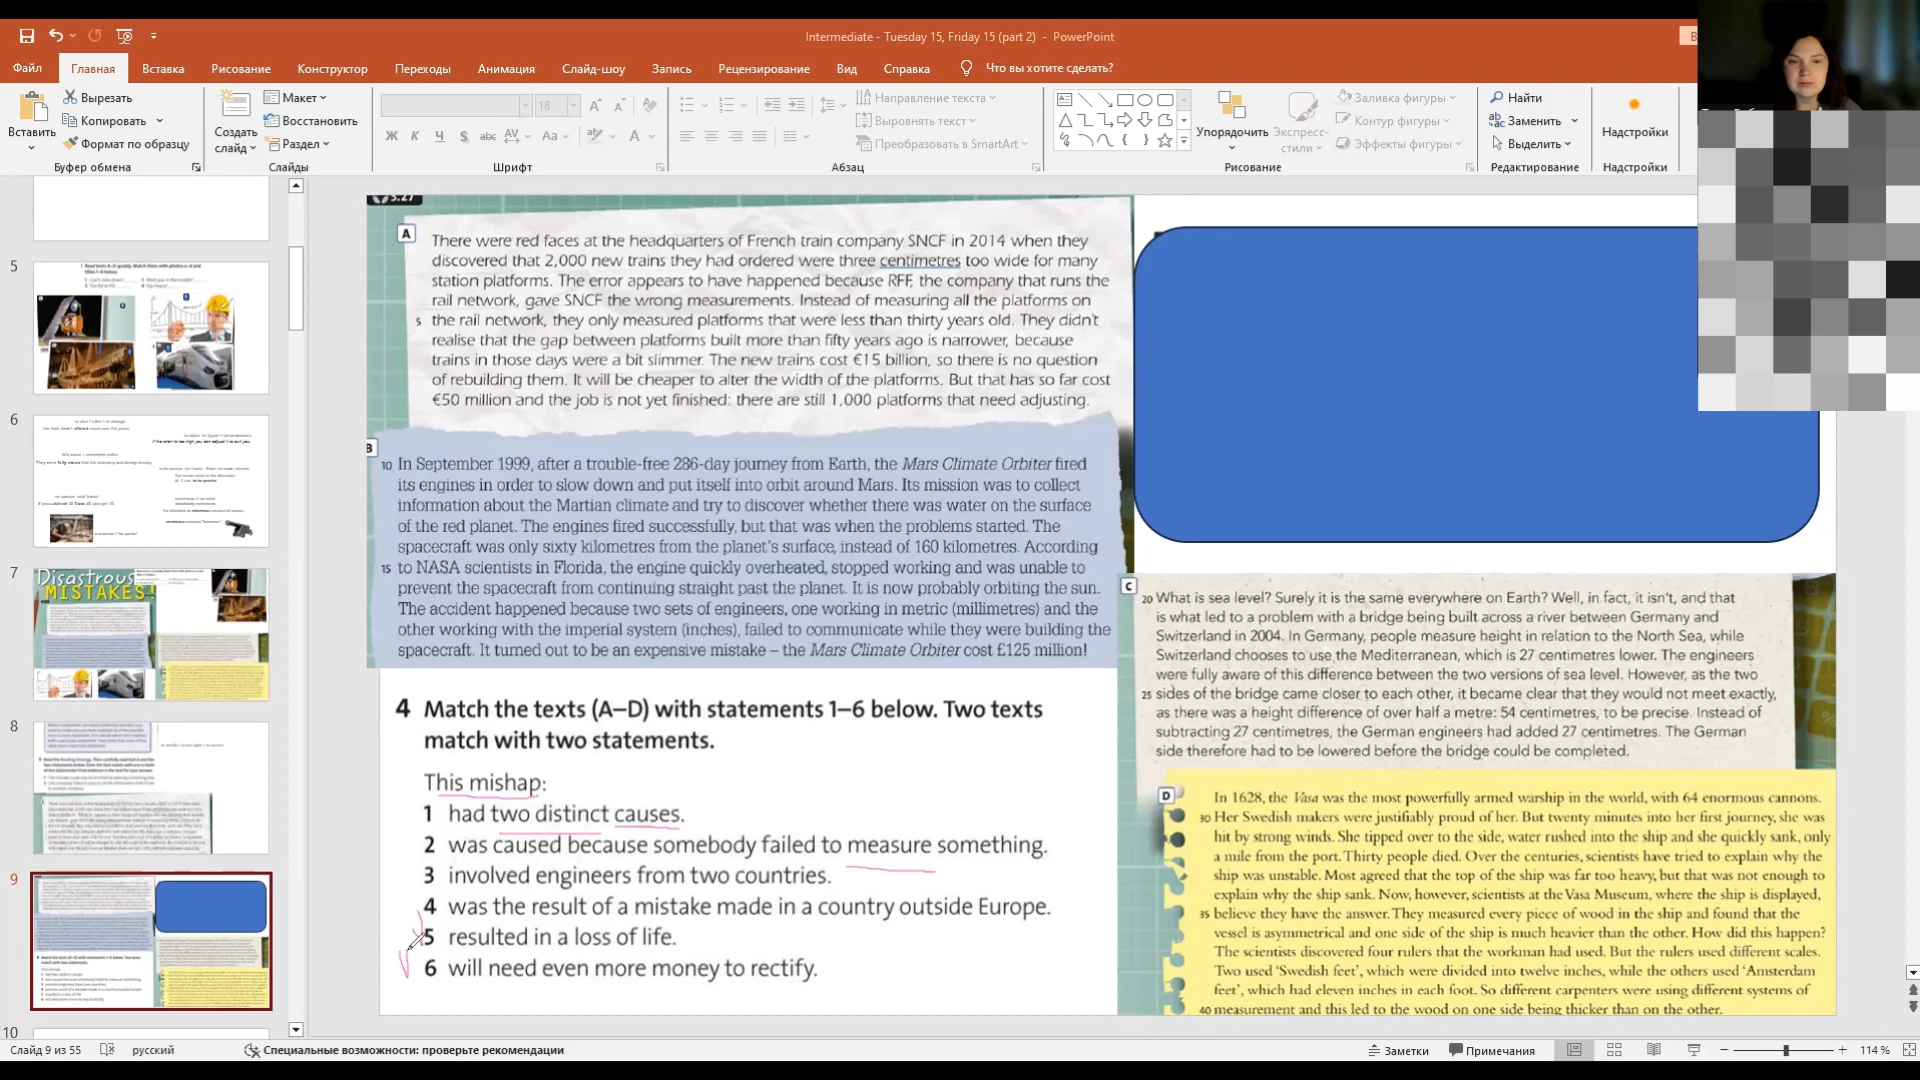 Intermediate - Tuesday 15, Friday 15 (part 2) - PowerPoint
Файл Главная Вставка Рисование Конструктор Переходы Анимация Слайд-шоу Запись Рецензирование Вид Справка Что вы хотите сделать?
Вставить
Вырезать
Копировать
Формат по образцу
Буфер обмена
Создать
слайд
Макет
Восстановить
Раздел
Слайды
18
Ж К Ч S abc AV Aa А
Шрифт
Направление текста
Выровнять текст
Преобразовать в SmartArt
Абзац
Упорядочить
Экспресс-
стили
Заливка фигуры
Контур фигуры
Эффекты фигуры
Рисование
Найти
Заменить
Выделить
Редактирование
Надстройки
Надстройки
5
6
7
Disastrous
MISTAKES!
8
9
10
3.27
A
There were red faces at the headquarters of French train company SNCF in 2014 when they
discovered that 2,000 new trains they had ordered were three centimetres too wide for many
station platforms. The error appears to have happened because RFF, the company that runs the
rail network, gave SNCF the wrong measurements. Instead of measuring all the platforms on
5 the rail network, they only measured platforms that were less than thirty years old. They didn't
realise that the gap between platforms built more than fifty years ago is narrower, because
trains in those days were a bit slimmer. The new trains cost €15 billion, so there is no question
of rebuilding them. It will be cheaper to alter the width of the platforms. But that has so far cost
€50 million and the job is not yet finished: there are still 1,000 platforms that need adjusting.
B
10 In September 1999, after a trouble-free 286-day journey from Earth, the Mars Climate Orbiter fired
its engines in order to slow down and put itself into orbit around Mars. Its mission was to collect
information about the Martian climate and try to discover whether there was water on the surface
of the red planet. The engines fired successfully, but that was when the problems started. The
spacecraft was only sixty kilometres from the planet's surface, instead of 160 kilometres. According
15 to NASA scientists in Florida, the engine quickly overheated, stopped working and was unable to
prevent the spacecraft from continuing straight past the planet. It is now probably orbiting the sun.
The accident happened because two sets of engineers, one working in metric (millimetres) and the
other working with the imperial system (inches), failed to communicate while they were building the
spacecraft. It turned out to be an expensive mistake – the Mars Climate Orbiter cost £125 million!
4 Match the texts (A–D) with statements 1–6 below. Two texts
match with two statements.
This mishap:
1 had two distinct causes.
2 was caused because somebody failed to measure something.
3 involved engineers from two countries.
4 was the result of a mistake made in a country outside Europe.
5 resulted in a loss of life.
6 will need even more money to rectify.
C
20 What is sea level? Surely it is the same everywhere on Earth? Well, in fact, it isn't, and that
is what led to a problem with a bridge being built across a river between Germany and
Switzerland in 2004. In Germany, people measure height in relation to the North Sea, while
Switzerland chooses to use the Mediterranean, which is 27 centimetres lower. The engineers
were fully aware of this difference between the two versions of sea level. However, as the two
25 sides of the bridge came closer to each other, it became clear that they would not meet exactly,
as there was a height difference of over half a metre: 54 centimetres, to be precise. Instead of
subtracting 27 centimetres, the German engineers had added 27 centimetres. The German
side therefore had to be lowered before the bridge could be completed.
D
In 1628, the Vasa was the most powerfully armed warship in the world, with 64 enormous cannons.
30 Her Swedish makers were justifiably proud of her. But twenty minutes into her first journey, she was
hit by strong winds. She tipped over to the side, water rushed into the ship and she quickly sank, only
a mile from the port. Thirty people died. Over the centuries, scientists have tried to explain why the
ship was unstable. Most agreed that the top of the ship was far too heavy, but that was not enough to
explain why the ship sank. Now, however, scientists at the Vasa Museum, where the ship is displayed,
35 believe they have the answer. They measured every piece of wood in the ship and found that the
vessel is asymmetrical and one side of the ship is much heavier than the other. How did this happen?
The scientists discovered four rulers that the workman had used. But the rulers used different scales.
Two used 'Swedish feet', which were divided into twelve inches, while the others used 'Amsterdam
feet', which had eleven inches in each foot. So different carpenters were using different systems of
40 measurement and this led to the wood on one side being thicker than on the other.
Слайд 9 из 55 русский Специальные возможности: проверьте рекомендации Заметки Примечания 114 %